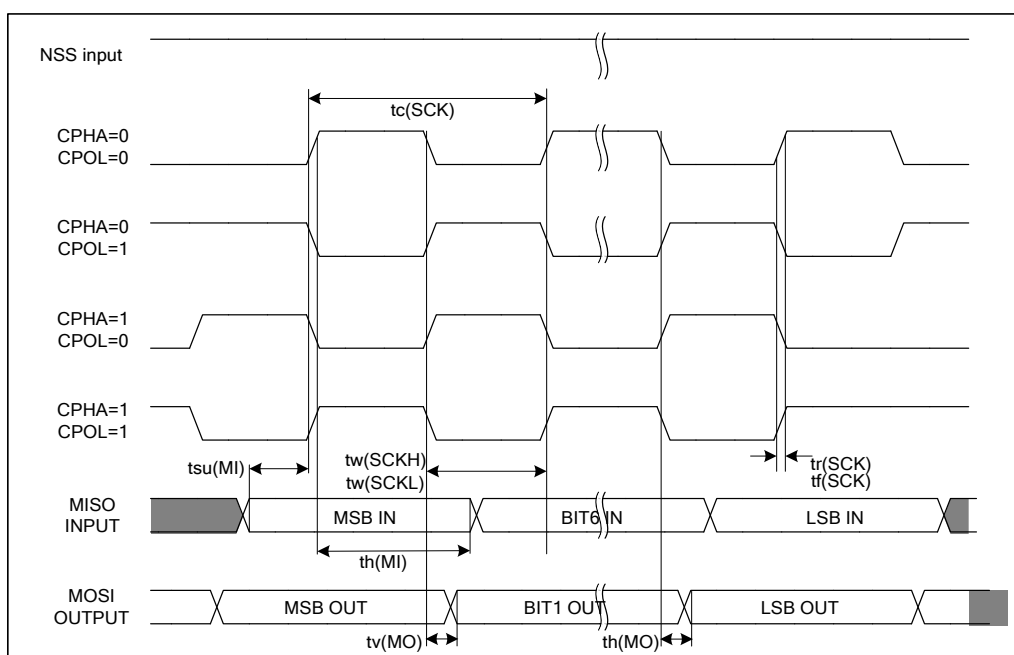 NSS input
tc(SCK)
CPHA=0
CPOL=0
CPHA=0
CPOL=1
CPHA=1
CPOL=0
CPHA=1
CPOL=1
tsu(MI)
tw(SCKH)
tw(SCKL)
tr(SCK)
tf(SCK)
MISO
INPUT
MSB IN
BIT6 IN
LSB IN
th(MI)
MOSI
OUTPUT
MSB OUT
BIT1 OUT
LSB OUT
tv(MO)
th(MO)